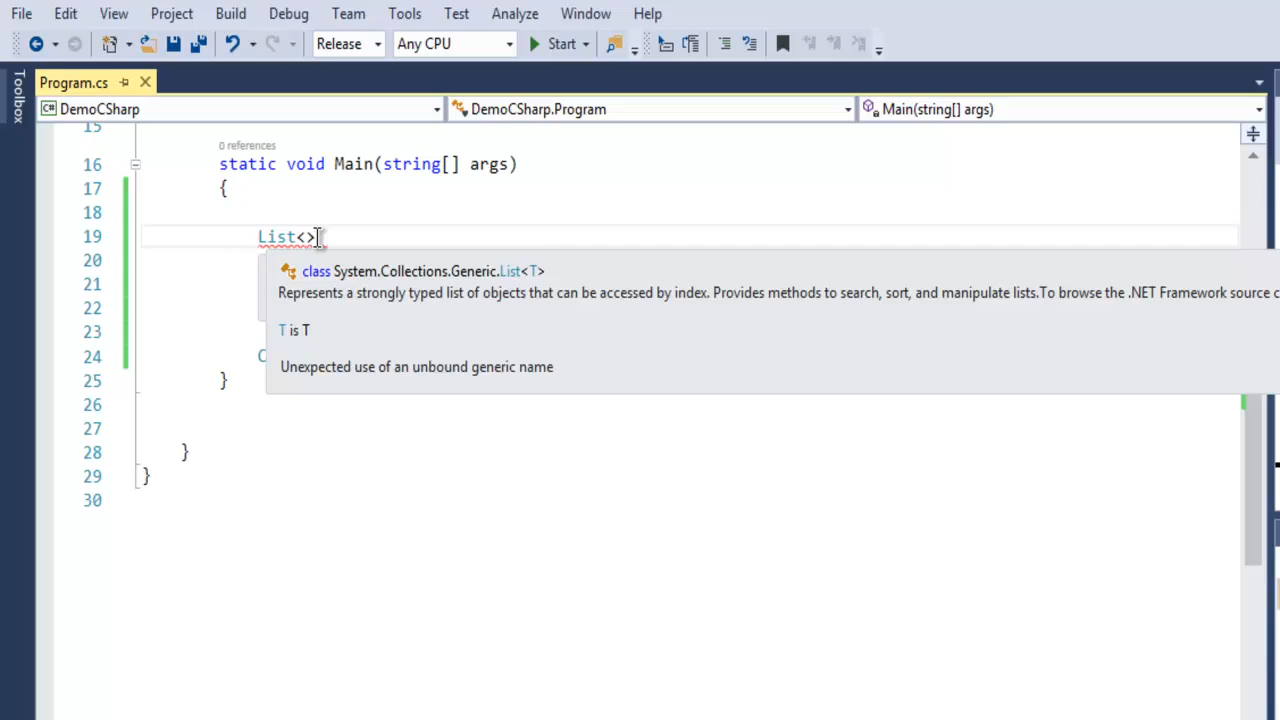 File Edit View Project Build Debug Team Tools Test Analyze Window Help
Release Any CPU Start
Toolbox
Program.cs
C# DemoCSharp DemoCSharp.Program Main(string[] args)
15
0 references
16 static void Main(string[] args)
17 {
18
19 List<>
20
class System.Collections.Generic.List<T>
21 Represents a strongly typed list of objects that can be accessed by index. Provides methods to search, sort, and manipulate lists.To browse the .NET Framework source c
22
23 T is T
24 C
Unexpected use of an unbound generic name
25 }
26
27
28 }
29 }
30